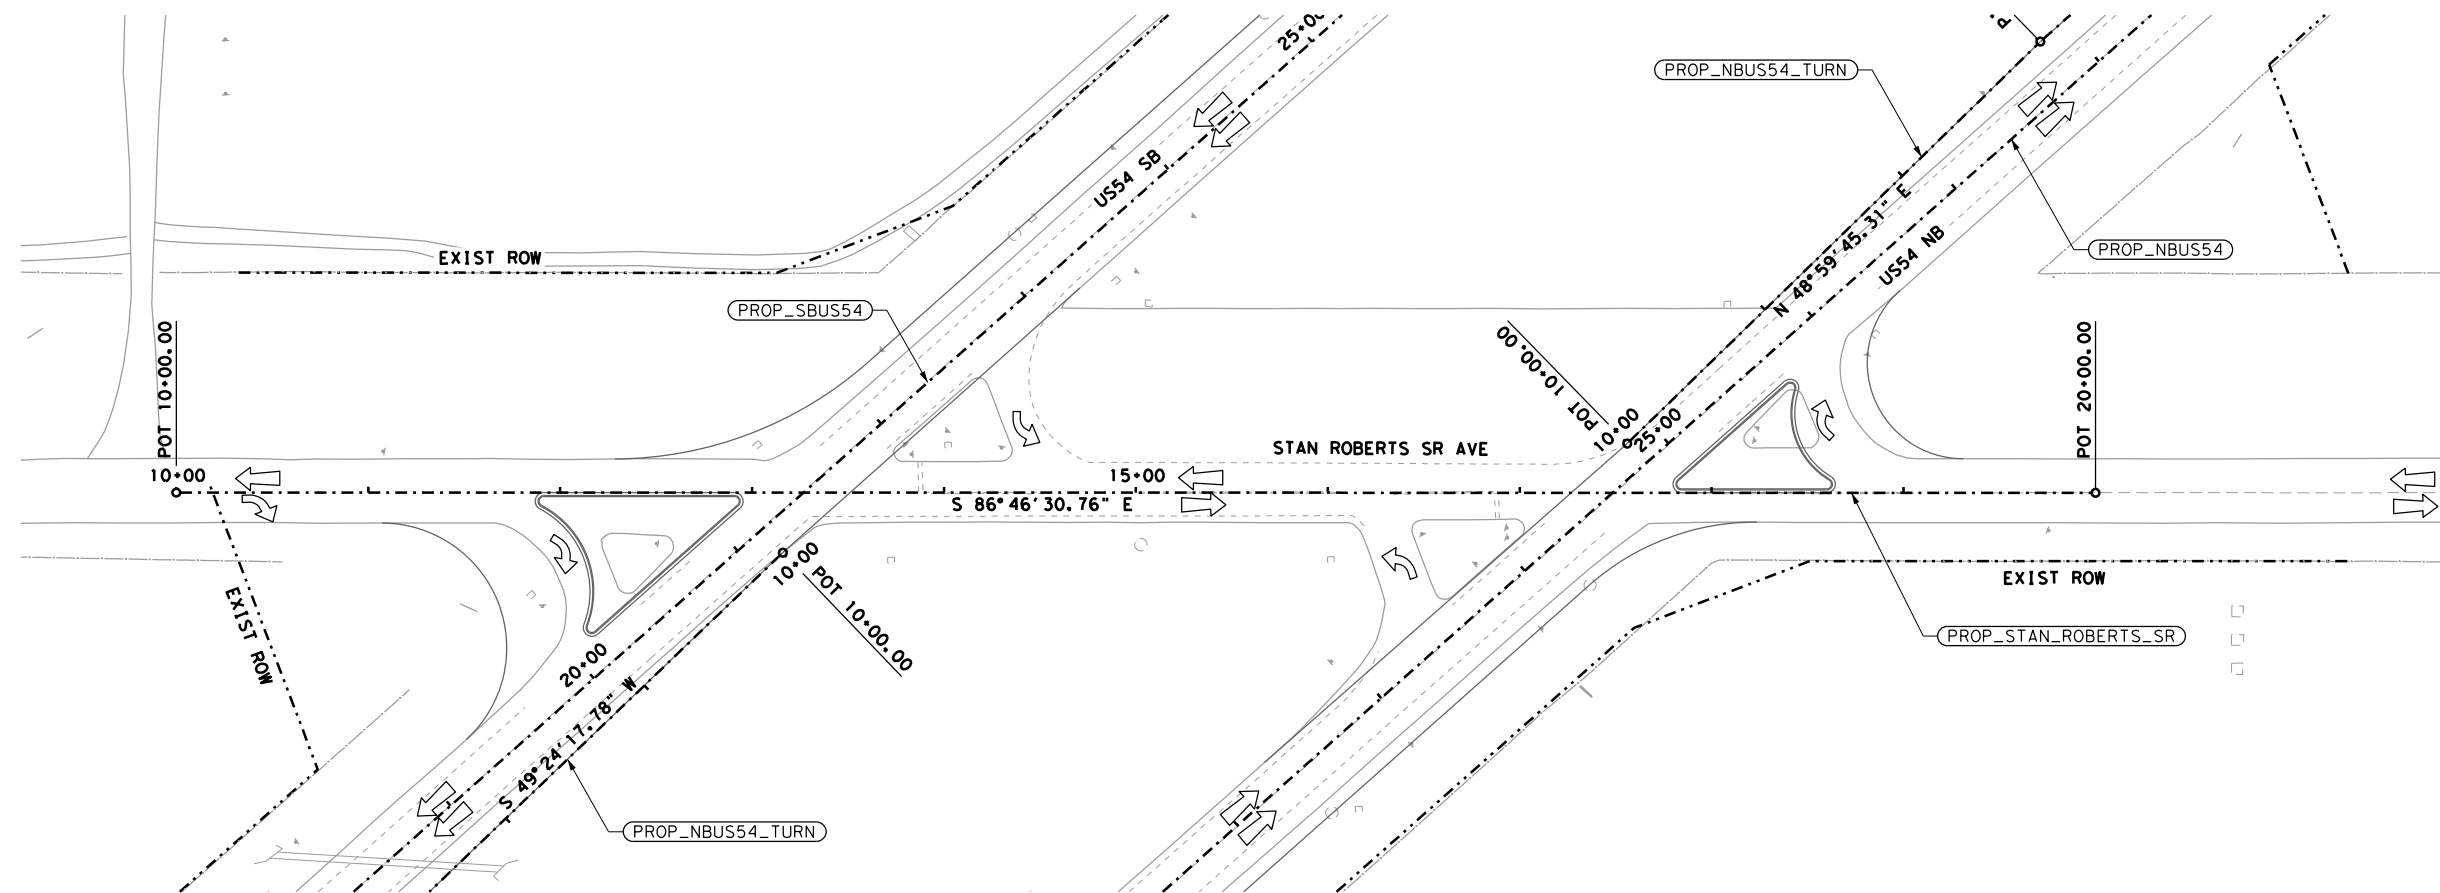 25+00
P
PROP_NBUS54_TURN
US54 SB
N 48°59'45.31" E
US54 NB
PROP_NBUS54
EXIST ROW
PROP_SBUS54
POT 10+00.00
10+00
POT 10+00.00
10+00
25+00
POT 20+00.00
STAN ROBERTS SR AVE
15+00
S 86°46'30.76" E
10+00
POT 10+00.00
EXIST ROW
EXIST ROW
20+00
PROP_STAN_ROBERTS_SR
S 49°24'17.78" W
PROP_NBUS54_TURN